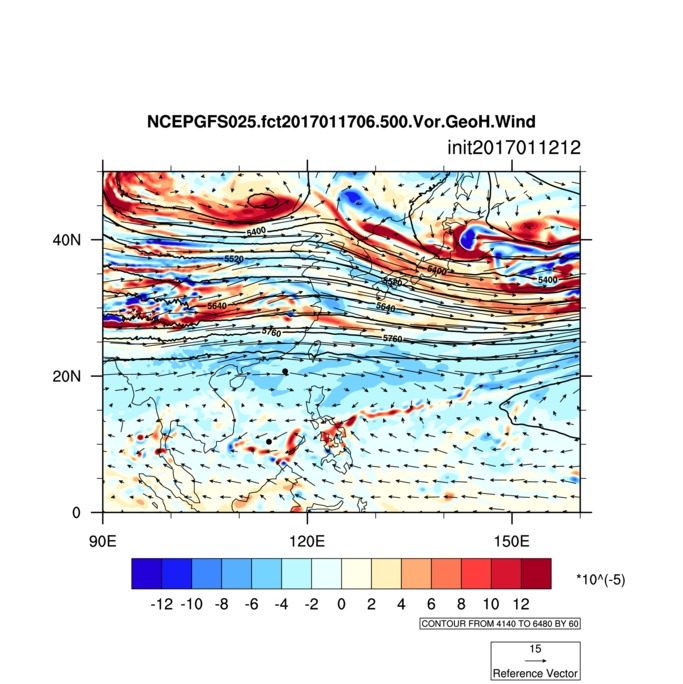 NCEPGFS025.fct2017011706.500.Vor.GeoH.Wind
init2017011212
5400
40N
5520
5400
5400
5640
5640
5760
5760
20N
0
90E 120E 150E
-12 -10 -8 -6 -4 -2 0 2 4 6 8 10 12
*10^(-5)
CONTOUR FROM 4140 TO 6480 BY 60
15
Reference Vector